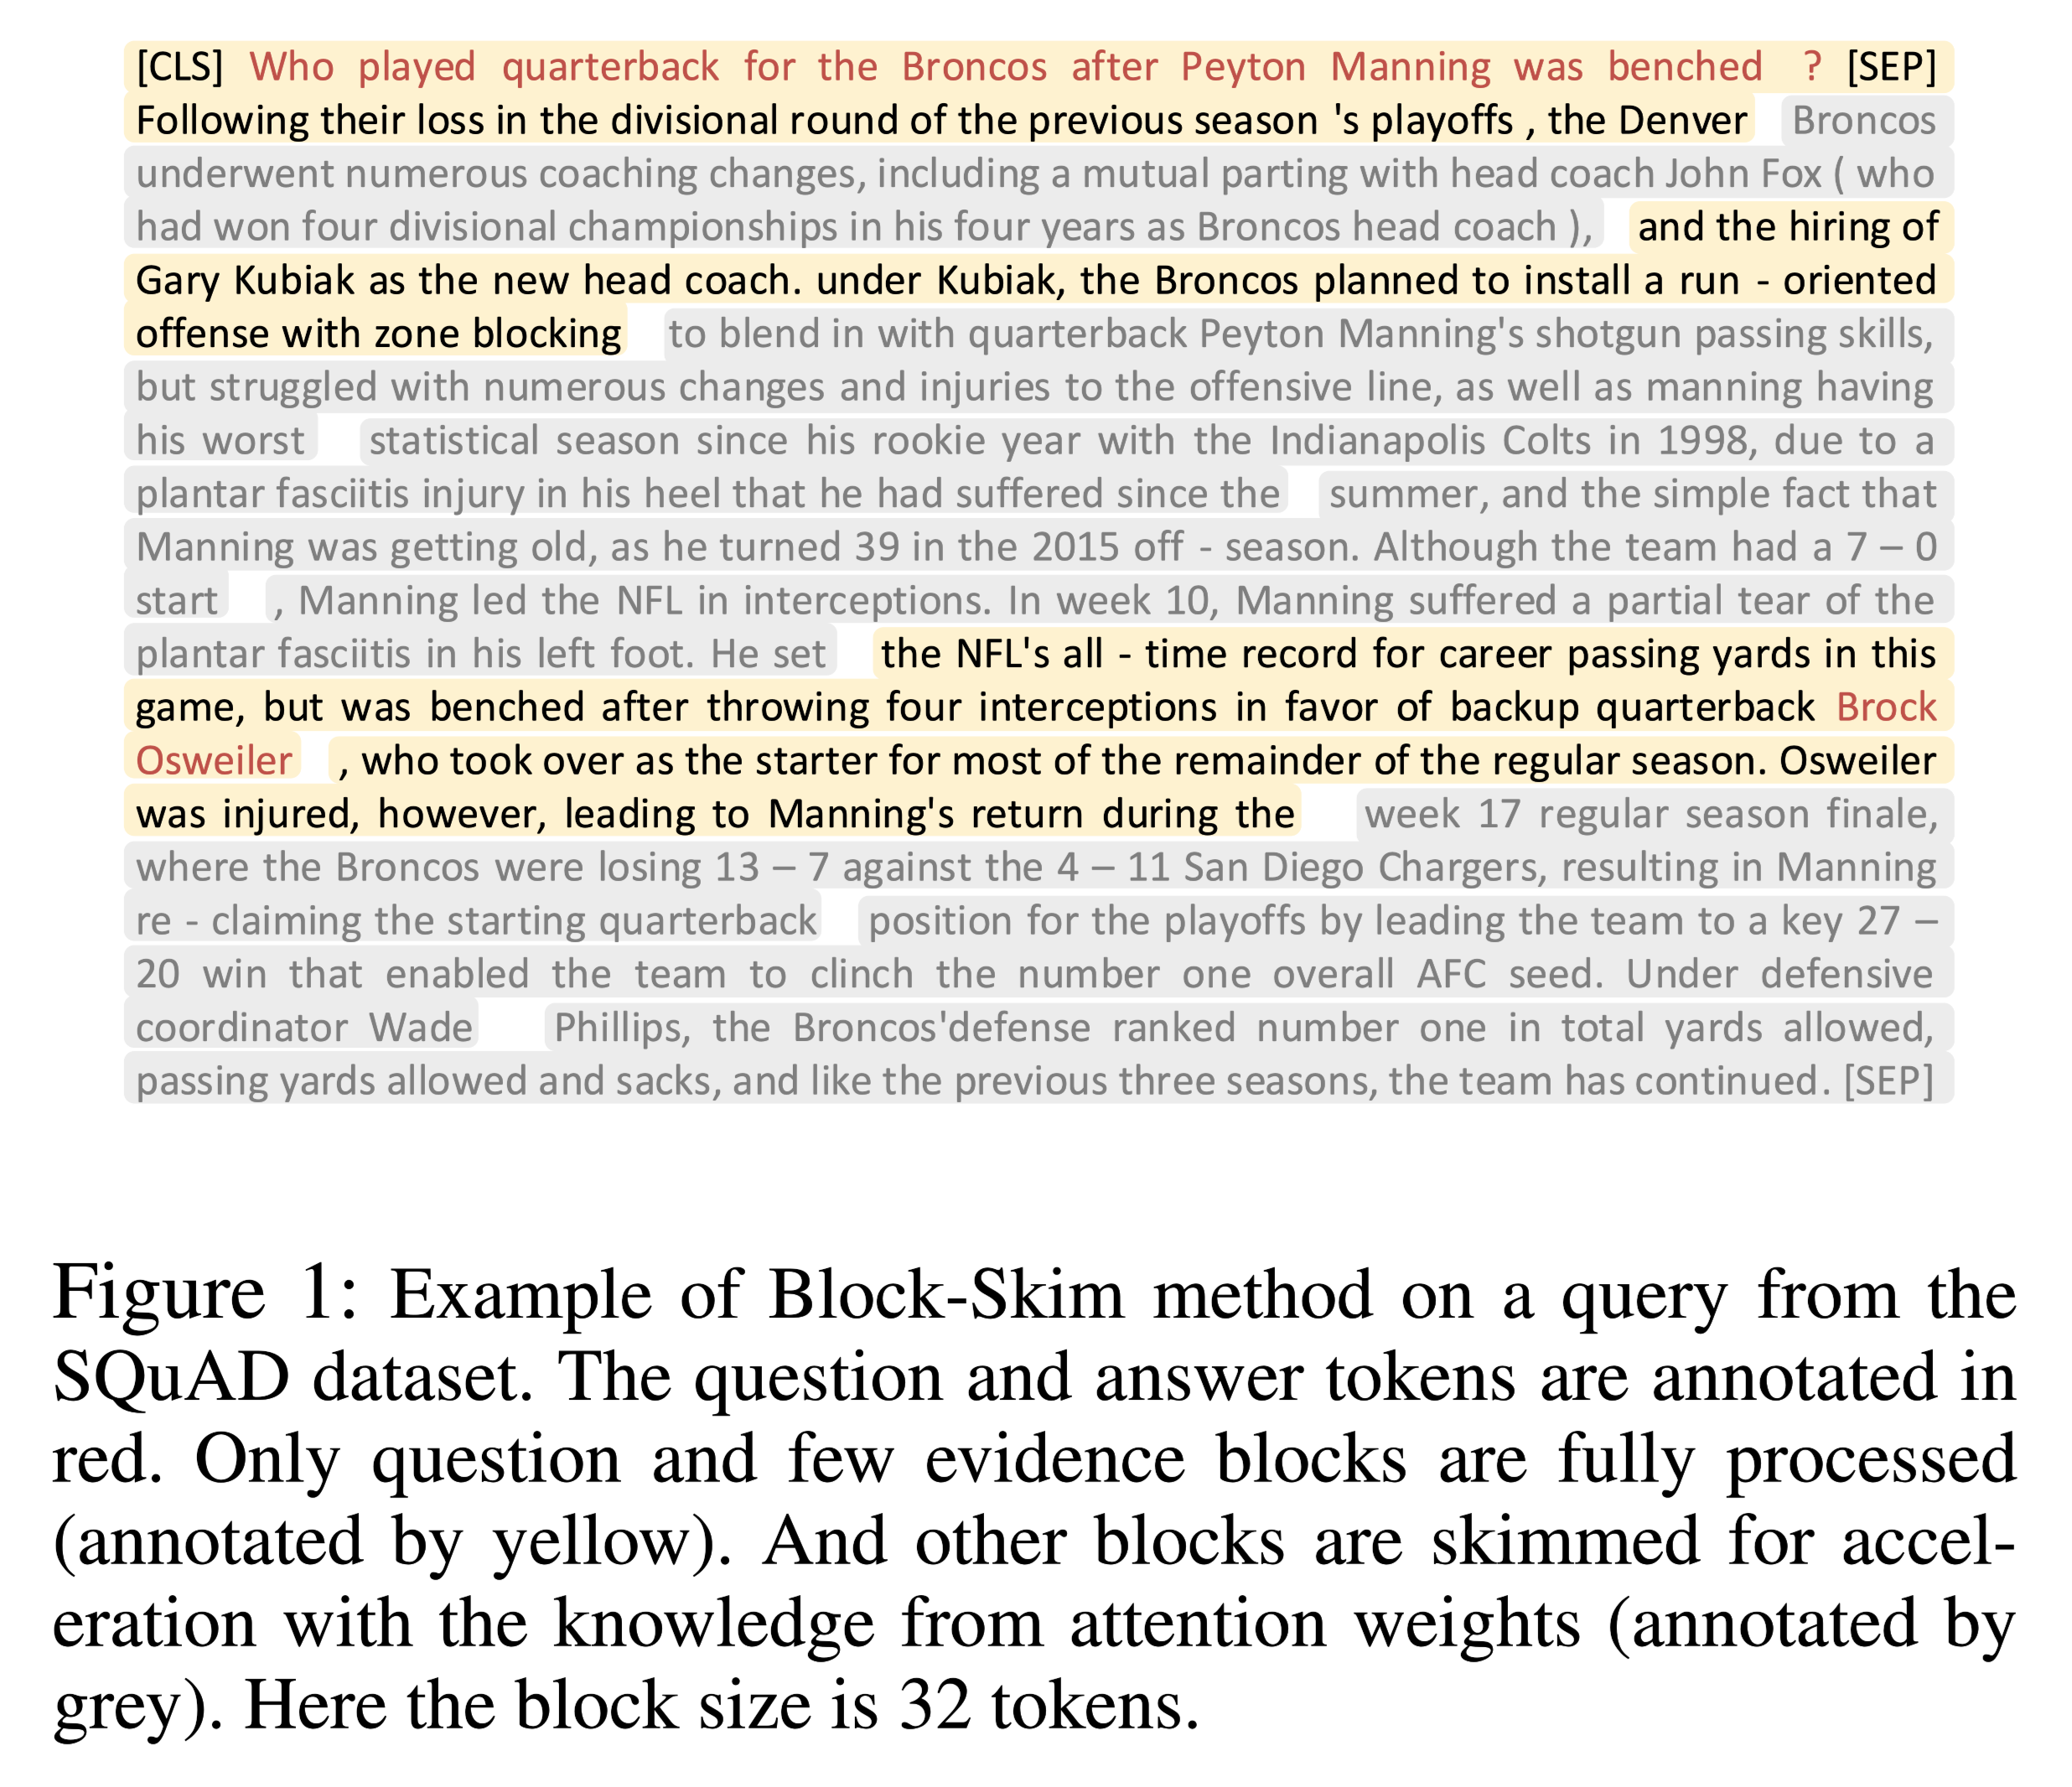 [CLS] Who played quarterback for the Broncos after Peyton Manning was benched ? [SEP]
Following their loss in the divisional round of the previous season 's playoffs , the Denver Broncos
underwent numerous coaching changes, including a mutual parting with head coach John Fox ( who
had won four divisional championships in his four years as Broncos head coach ), and the hiring of
Gary Kubiak as the new head coach. under Kubiak, the Broncos planned to install a run - oriented
offense with zone blocking to blend in with quarterback Peyton Manning's shotgun passing skills,
but struggled with numerous changes and injuries to the offensive line, as well as manning having
his worst statistical season since his rookie year with the Indianapolis Colts in 1998, due to a
plantar fasciitis injury in his heel that he had suffered since the summer, and the simple fact that
Manning was getting old, as he turned 39 in the 2015 off - season. Although the team had a 7 – 0
start , Manning led the NFL in interceptions. In week 10, Manning suffered a partial tear of the
plantar fasciitis in his left foot. He set the NFL's all - time record for career passing yards in this
game, but was benched after throwing four interceptions in favor of backup quarterback Brock
Osweiler , who took over as the starter for most of the remainder of the regular season. Osweiler
was injured, however, leading to Manning's return during the week 17 regular season finale,
where the Broncos were losing 13 – 7 against the 4 – 11 San Diego Chargers, resulting in Manning
re - claiming the starting quarterback position for the playoffs by leading the team to a key 27 –
20 win that enabled the team to clinch the number one overall AFC seed. Under defensive
coordinator Wade Phillips, the Broncos'defense ranked number one in total yards allowed,
passing yards allowed and sacks, and like the previous three seasons, the team has continued. [SEP]
Figure 1: Example of Block-Skim method on a query from the
SQuAD dataset. The question and answer tokens are annotated in
red. Only question and few evidence blocks are fully processed
(annotated by yellow). And other blocks are skimmed for accel-
eration with the knowledge from attention weights (annotated by
grey). Here the block size is 32 tokens.